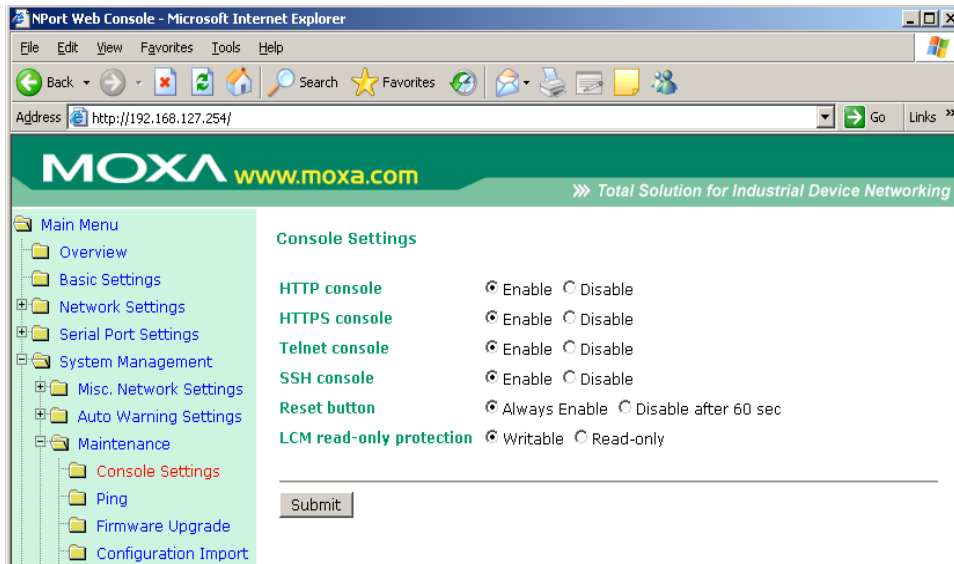 NPort Web Console - Microsoft Internet Explorer
File Edit View Favorites Tools Help
Back Search Favorites
Address http://192.168.127.254/ Go Links »
MOXA www.moxa.com
Total Solution for Industrial Device Networking
Main Menu
Overview
Basic Settings
Network Settings
Serial Port Settings
System Management
Misc. Network Settings
Auto Warning Settings
Maintenance
Console Settings
Ping
Firmware Upgrade
Configuration Import
Console Settings
HTTP console Enable Disable
HTTPS console Enable Disable
Telnet console Enable Disable
SSH console Enable Disable
Reset button Always Enable Disable after 60 sec
LCM read-only protection Writable Read-only
Submit